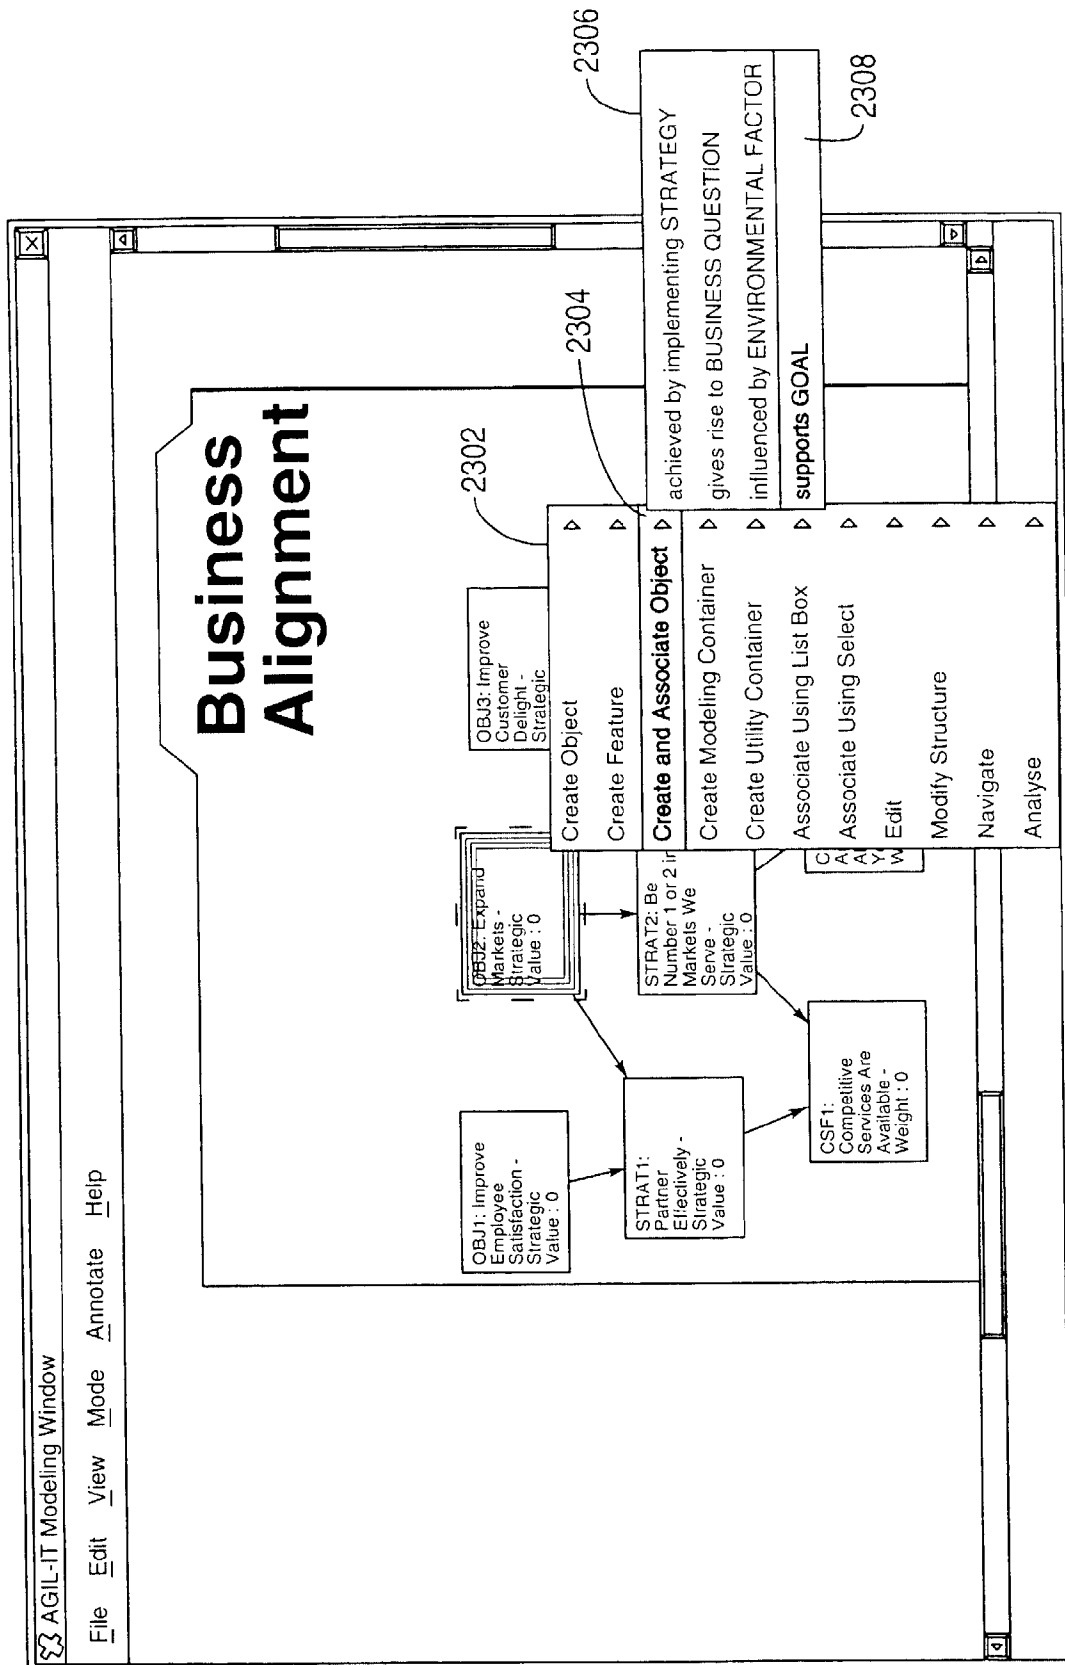 AGIL-IT Modeling Window
File Edit View Mode Annotate Help
Business
Alignment
OBJ1: Improve
Employee
Satisfaction -
Strategic
Value : 0
OBJ2: Expand
Markets -
Strategic
Value : 0
OBJ3: Improve
Customer
Delight -
Strategic
STRAT1:
Partner
Effectively -
Strategic
Value : 0
STRAT2: Be
Number 1 or 2 in
Markets We
Serve -
Strategic
Value : 0
CSF1:
Competitive
Services Are
Available -
Weight : 0
C
A
A
Y
W
2302
Create Object
Create Feature
Create and Associate Object
Create Modeling Container
Create Utility Container
Associate Using List Box
Associate Using Select
Edit
Modify Structure
Navigate
Analyse
2304
2306
achieved by implementing STRATEGY
gives rise to BUSINESS QUESTION
influenced by ENVIRONMENTAL FACTOR
supports GOAL
2308